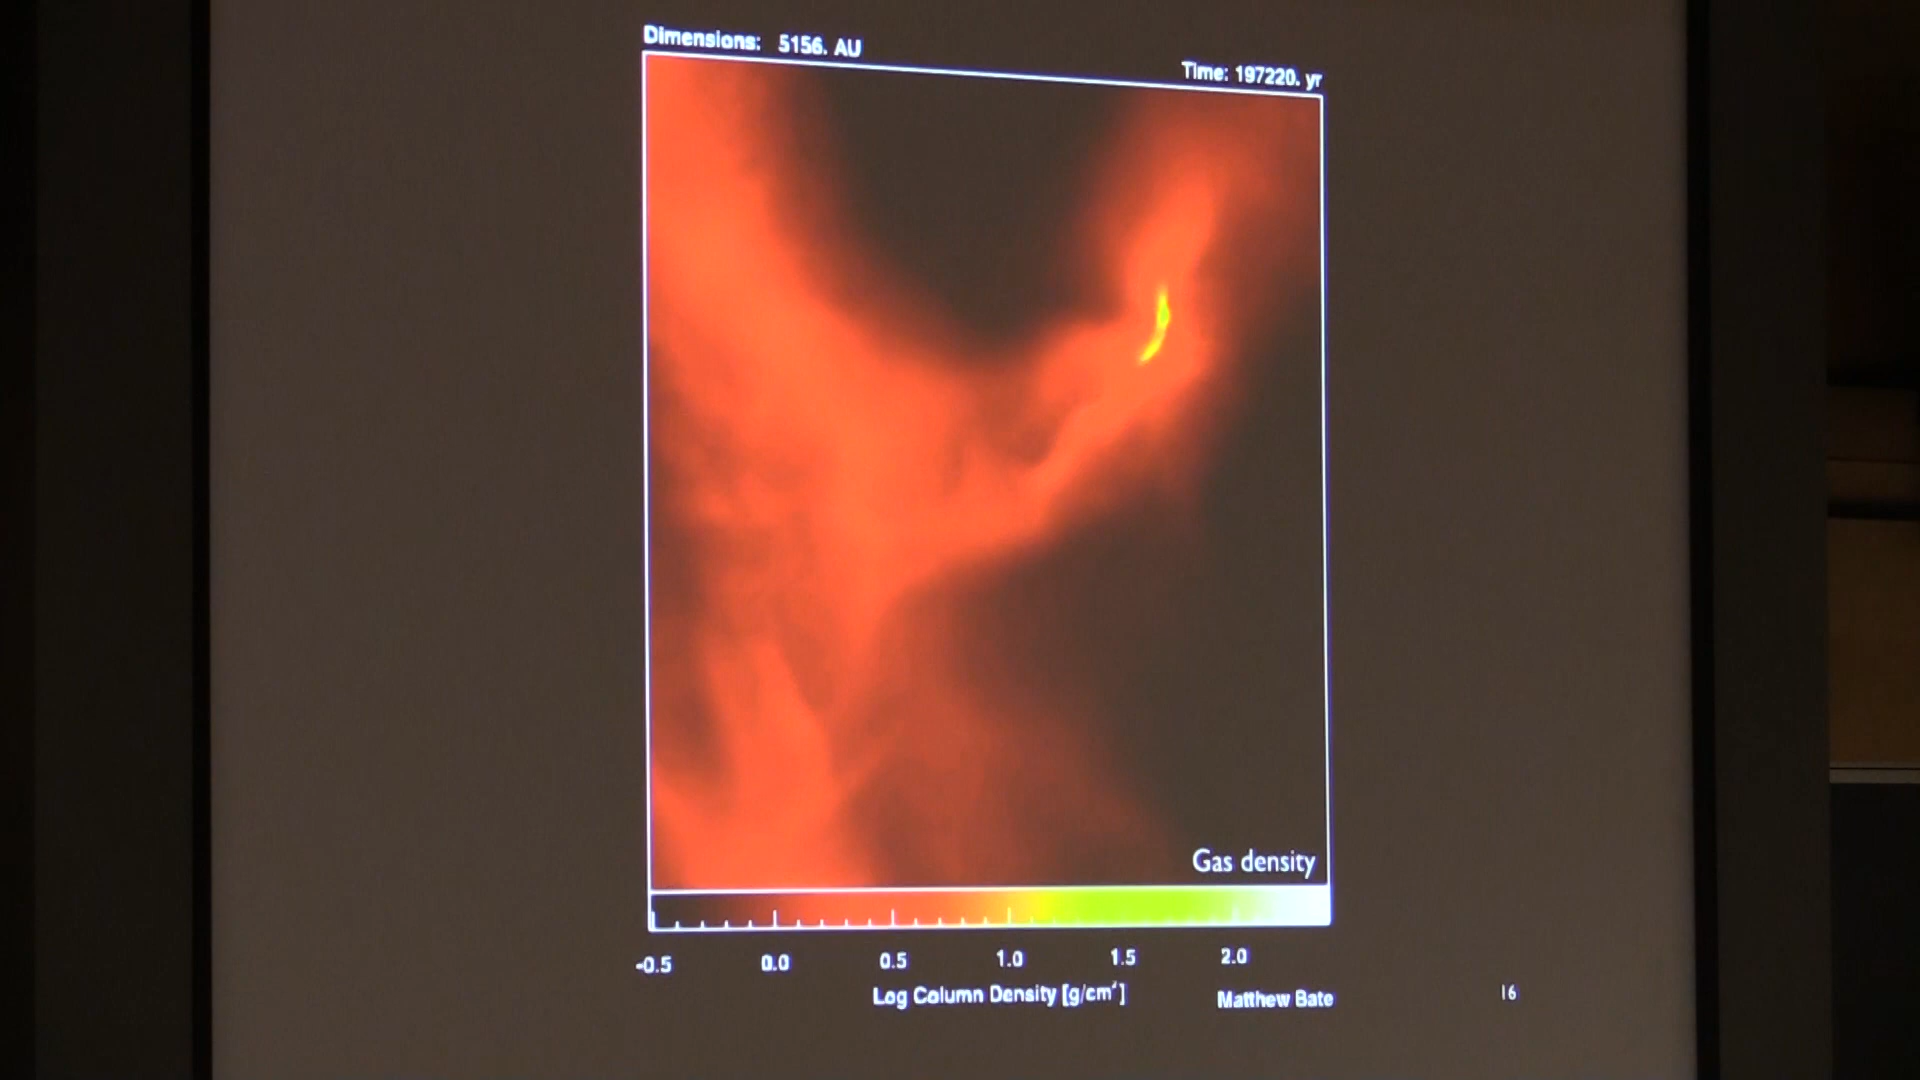 Dimensions: 5156. AU
Time: 197220. yr
Gas density
-0.5 0.0 0.5 1.0 1.5 2.0
Log Column Density [g/cm²]
Matthew Bate
16